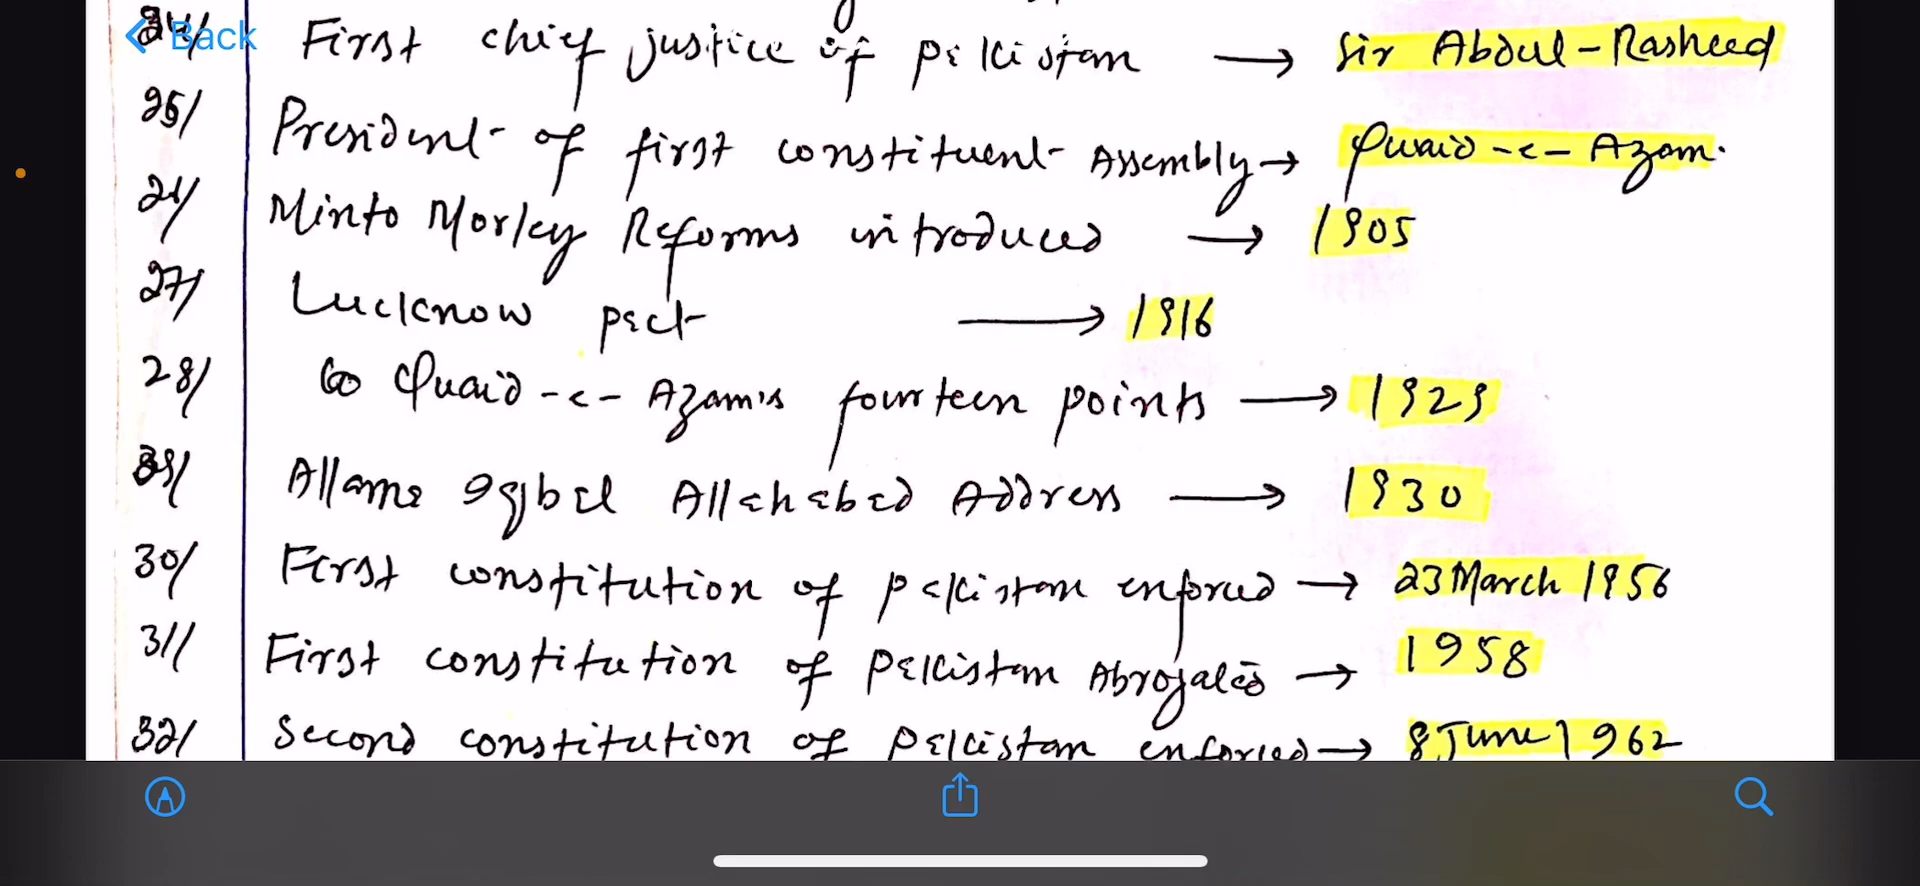 Back
24/ First chief justice of pakistan → Sir Abdul-Rasheed
25/ President of first constituent Assembly → Quaid-e-Azam.
26/ Minto Morley Reforms introduced → 1905
27/ Lucknow pact → 1916
28/ Quaid-e-Azam's fourteen points → 1929
29/ Allama Iqbal Allahabad Address → 1930
30/ First constitution of pakistan enforced → 23 March 1956
31/ First constitution of Pakistan Abrogated → 1958
32/ Second constitution of pakistan enforced → 8 June 1962